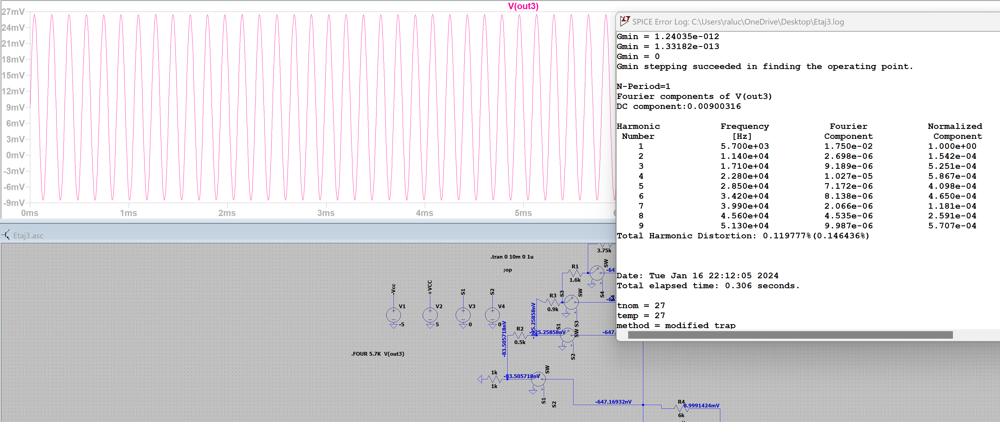 V(out3)
27mV
24mV
21mV
18mV
15mV
12mV
9mV
6mV
3mV
0mV
-3mV
-6mV
-9mV
0ms 1ms 2ms 3ms 4ms 5ms
SPICE Error Log: C:\Users\raluc\OneDrive\Desktop\Etaj3.log
Gmin = 1.24035e-012
Gmin = 1.33182e-013
Gmin = 0
Gmin stepping succeeded in finding the operating point.
N-Period=1
Fourier components of V(out3)
DC component:0.00900316
Harmonic Frequency Fourier Normalized
Number [Hz] Component Component
1 5.700e+03 1.750e-02 1.000e+00
2 1.140e+04 2.698e-06 1.542e-04
3 1.710e+04 9.189e-06 5.251e-04
4 2.280e+04 1.027e-05 5.867e-04
5 2.850e+04 7.172e-06 4.098e-04
6 3.420e+04 8.138e-06 4.650e-04
7 3.990e+04 2.066e-06 1.181e-04
8 4.560e+04 4.535e-06 2.591e-04
9 5.130e+04 9.987e-06 5.707e-04
Total Harmonic Distortion: 0.119777%(0.146436%)
Date: Tue Jan 16 22:12:05 2024
Total elapsed time: 0.306 seconds.
tnom = 27
temp = 27
method = modified trap
Etaj3.asc
3.75k
.tran 0 10m 0 1u
;op
SW
R1
1.6k
-Vcc
+VCC
S1
S2
V1
-5
V2
5
V3
0
V4
0
S3
SW
S4
S4
R3
0.9k
-125.25858nV
S1
S3
SW
R2
0.5k
-125.25858nV
-647.
-83.505718nV
S2
.FOUR 5.7K V(out3)
SW
1k
1k
-83.505718nV
S1
S2
-647.16932nV
R4
6k
8.9991424mV